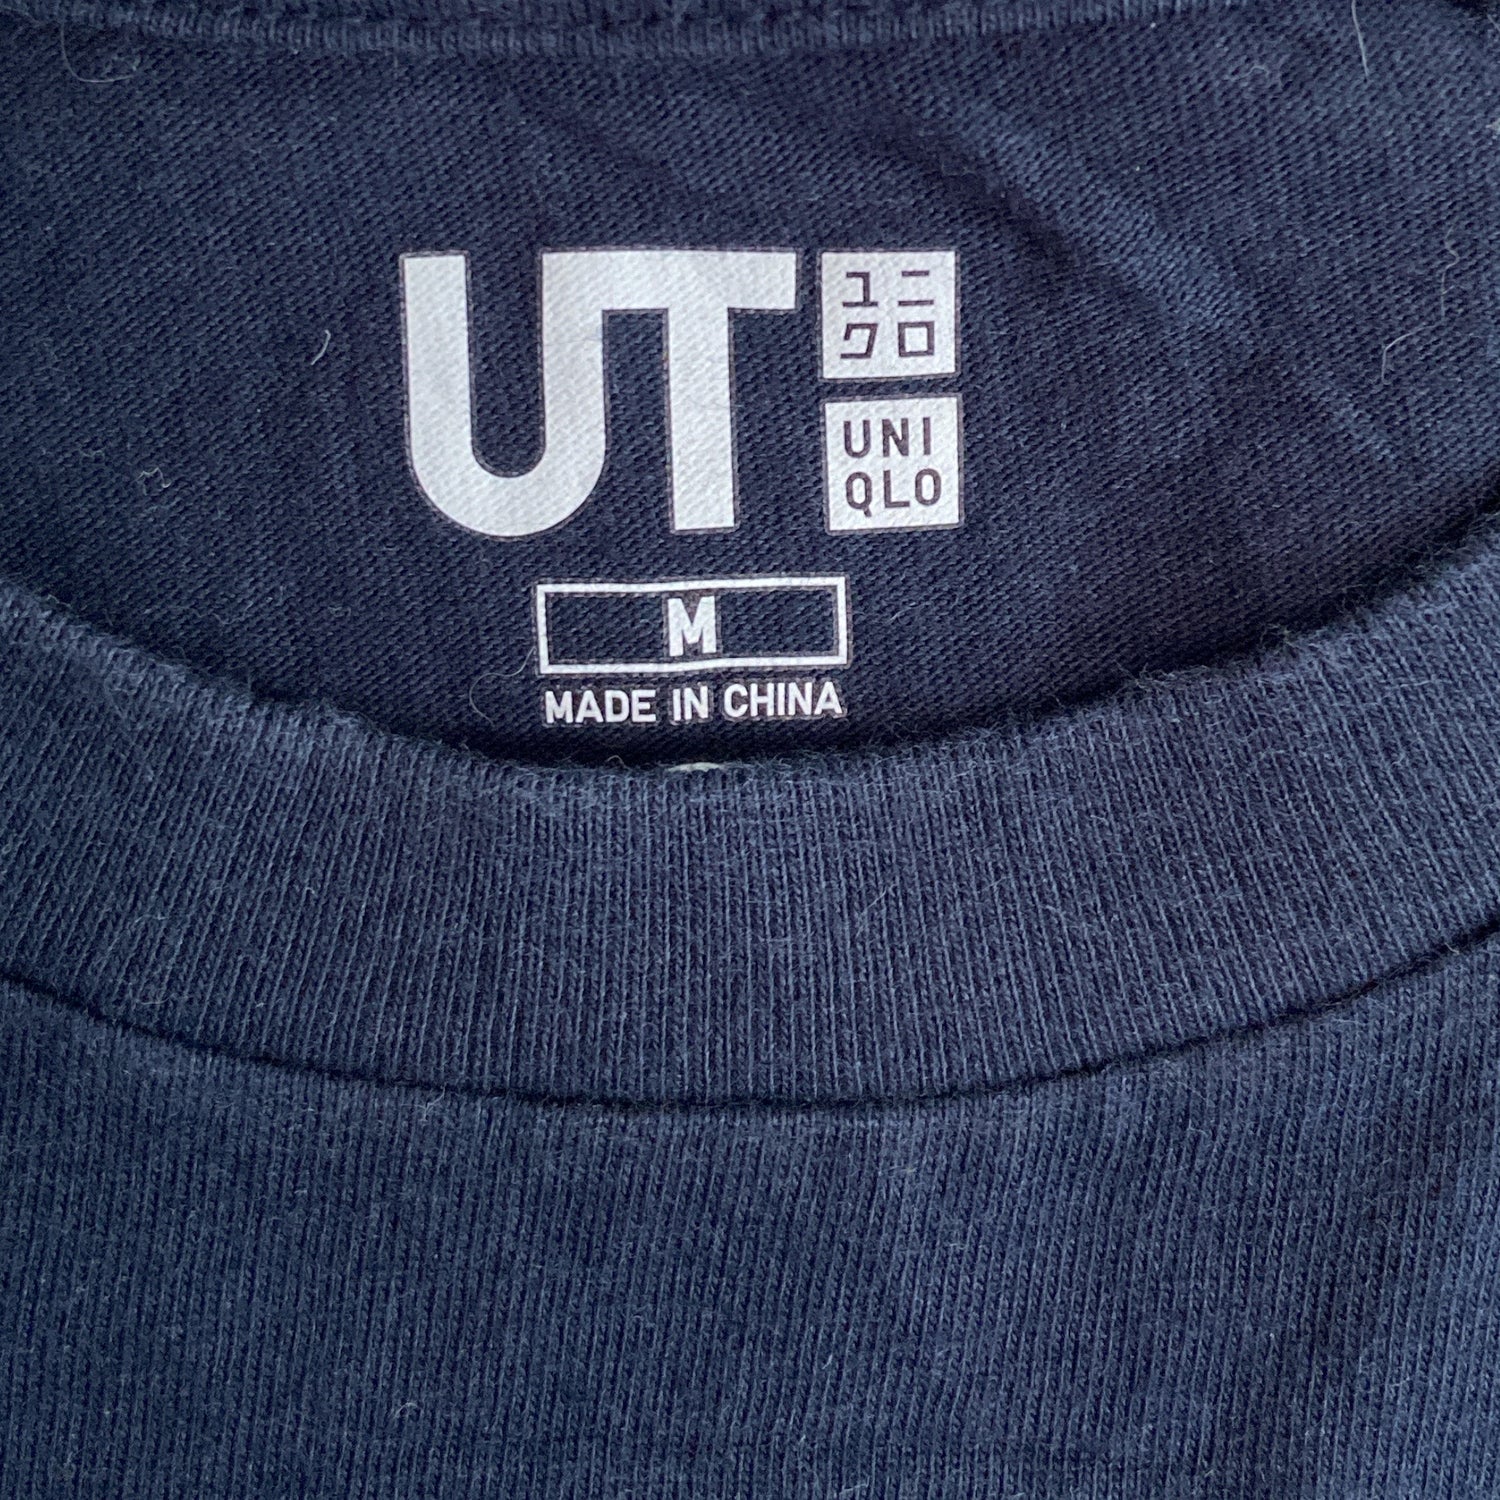 UT
ユニ
クロ
UNI
QLO
M
MADE IN CHINA